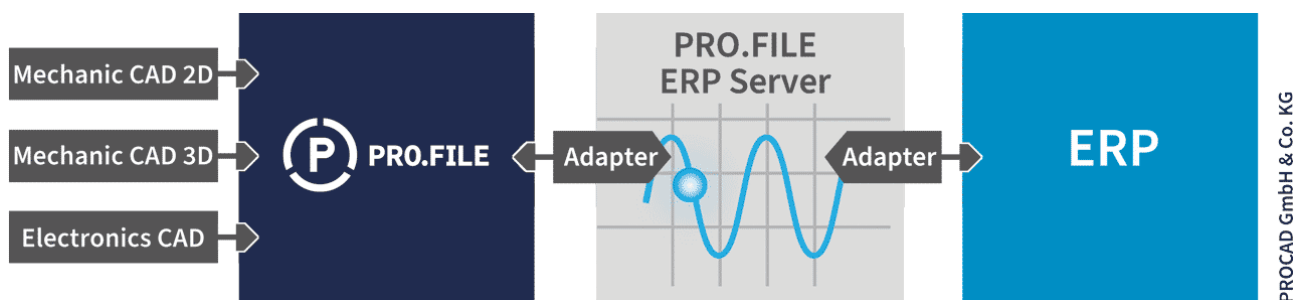 Mechanic CAD 2D
Mechanic CAD 3D
Electronics CAD
P
PRO.FILE
Adapter
PRO.FILE
ERP Server
Adapter
ERP
PROCAD GmbH & Co. KG